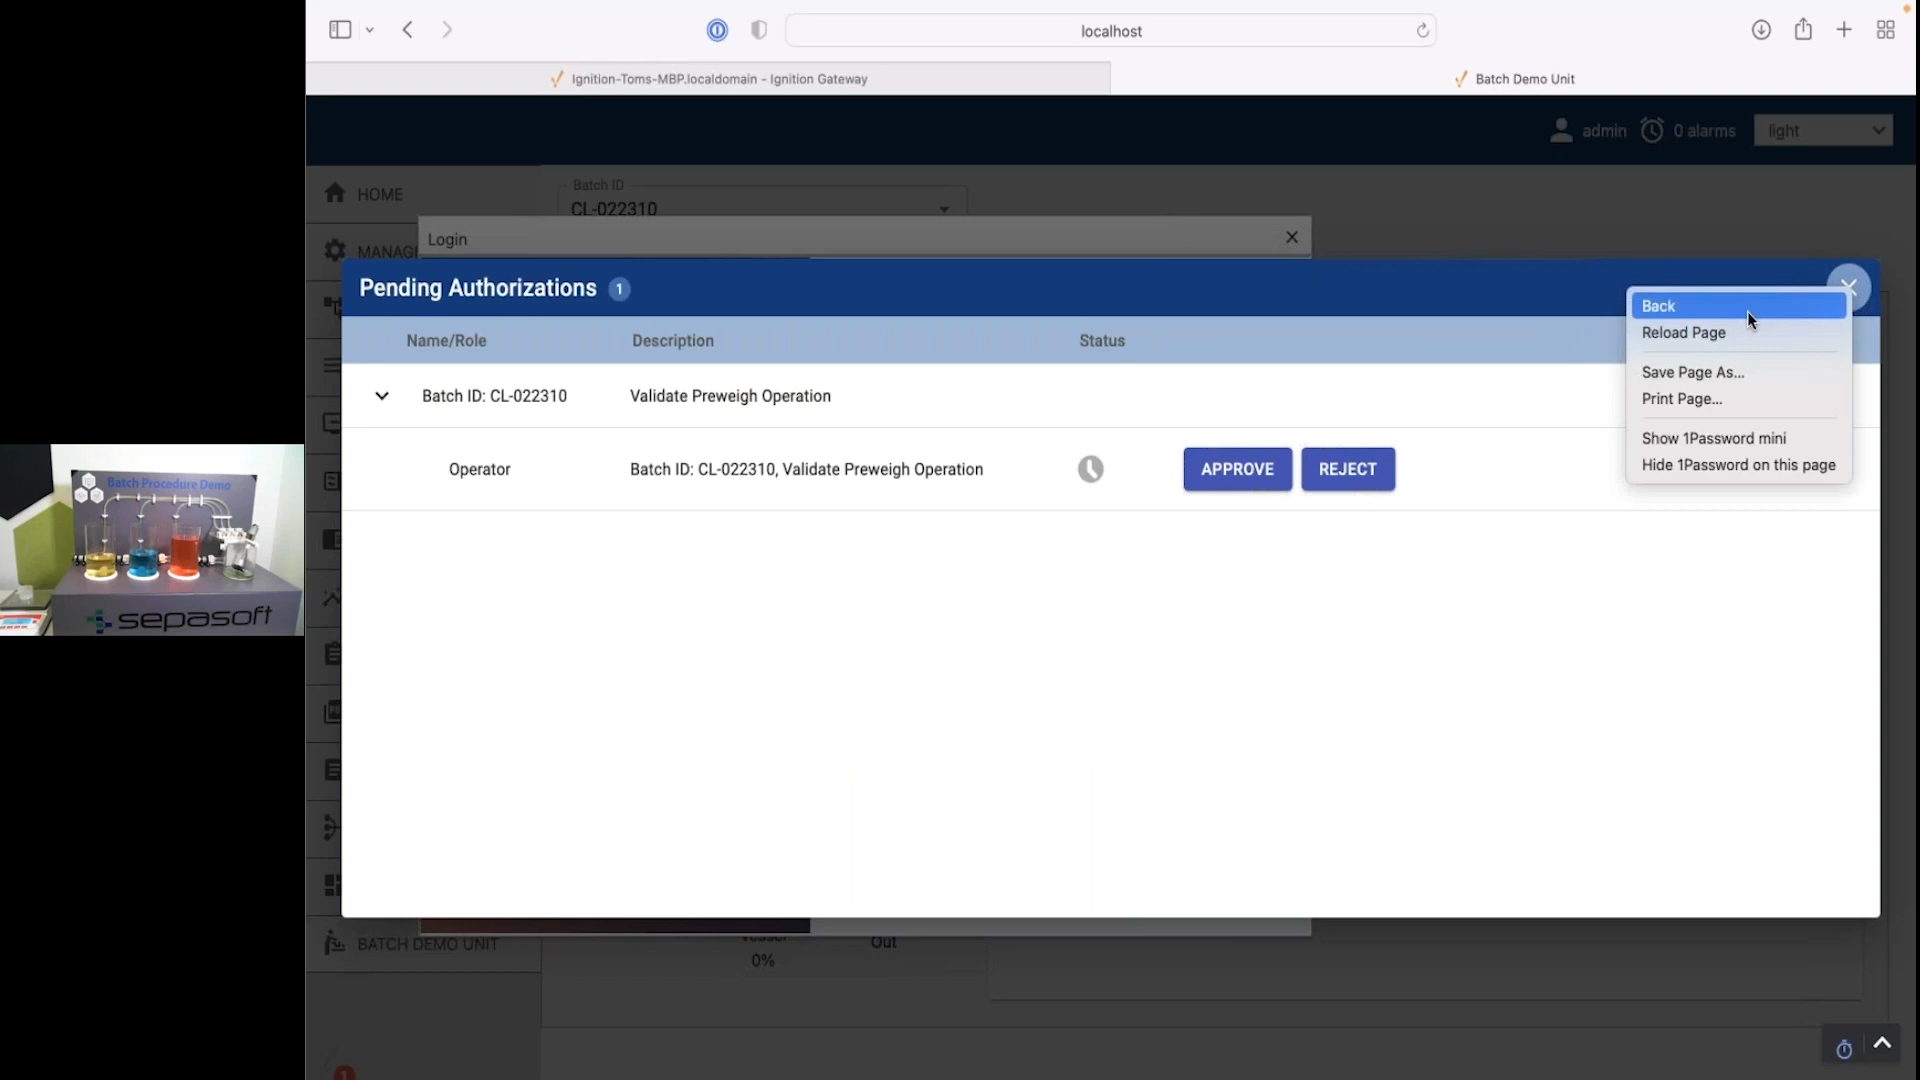 localhost
Ignition-Toms-MBP.localdomain - Ignition Gateway
Batch Demo Unit
admin
0 alarms
light
HOME
Batch ID
CL-022310
MANAG
Login
Pending Authorizations 1
Back
Reload Page
Save Page As...
Print Page...
Show 1Password mini
Hide 1Password on this page
Name/Role
Description
Status
Batch ID: CL-022310
Validate Preweigh Operation
Operator
Batch ID: CL-022310, Validate Preweigh Operation
APPROVE
REJECT
Batch Procedure Demo
sepasoft
BATCH DEMO UNIT
Vessel
0%
Out
1